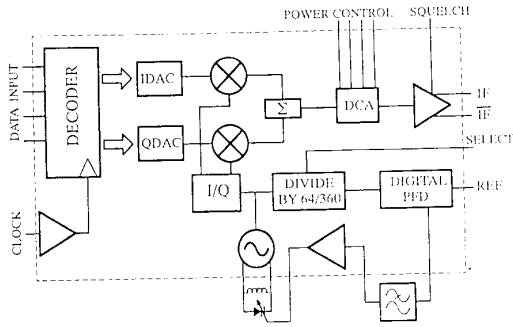 POWER CONTROL
SQUELCH
DATA INPUT
DECODER
IDAC
QDAC
Σ
DCA
IF
IF
SELECT
I/Q
DIVIDE
BY 64/360
DIGITAL
PFD
REF
CLOCK